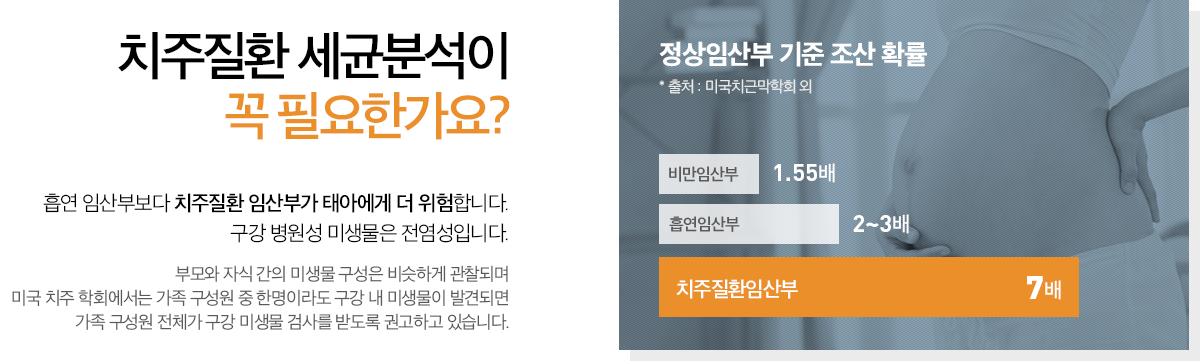 치주질환 세균분석이
꼭 필요한가요?
흡연 임산부보다 치주질환 임산부가 태아에게 더 위험합니다.
구강 병원성 미생물은 전염성입니다.
부모와 자식 간의 미생물 구성은 비슷하게 관찰되며
미국 치주 학회에서는 가족 구성원 중 한명이라도 구강 내 미생물이 발견되면
가족 구성원 전체가 구강 미생물 검사를 받도록 권고하고 있습니다.
정상임산부 기준 조산 확률
* 출처 : 미국치근막학회 외
비만임산부 1.55배
흡연임산부 2~3배
치주질환임산부 7배